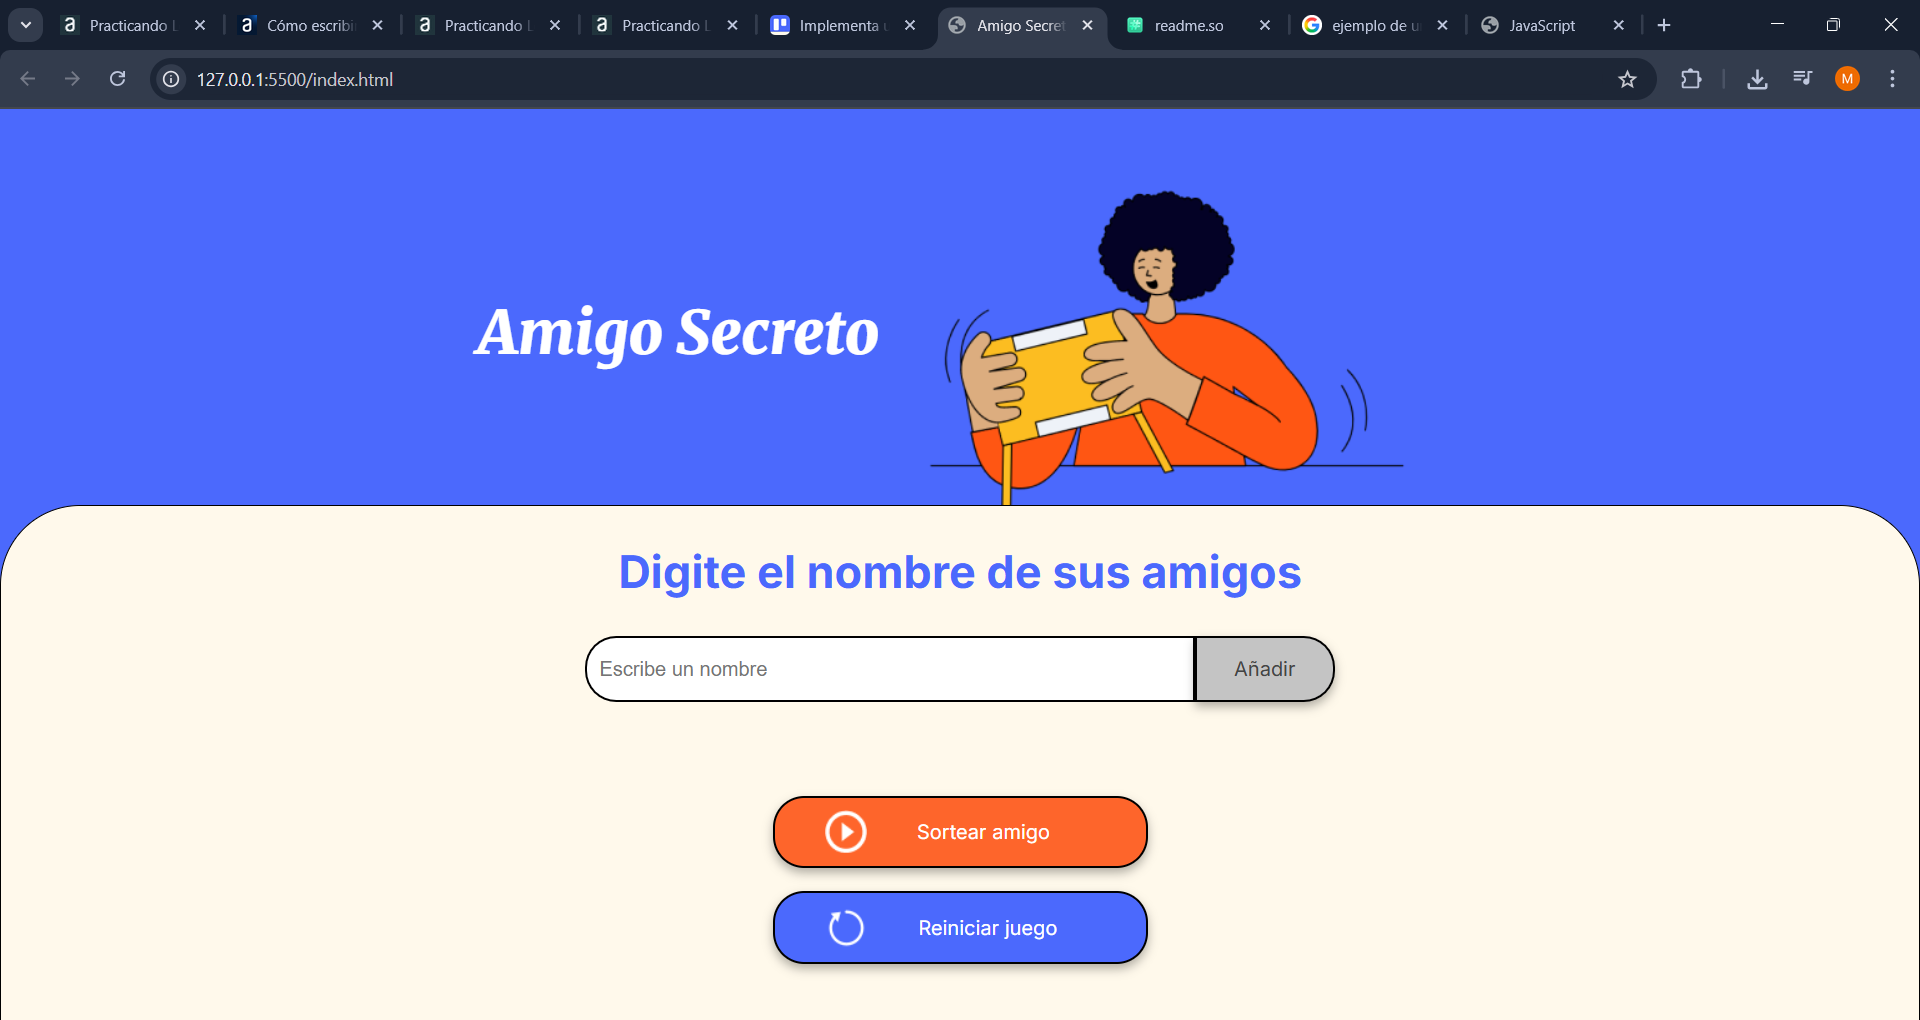 Practicando L
Cómo escribir
Practicando L
Practicando L
Implementa u
Amigo Secret
readme.so
ejemplo de u
JavaScript
127.0.0.1:5500/index.html
M
Amigo Secreto
Digite el nombre de sus amigos
Escribe un nombre
Añadir
Sortear amigo
Reiniciar juego